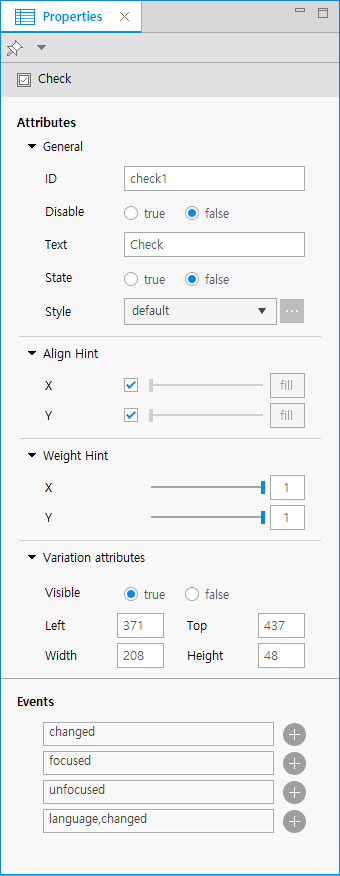 Properties
Check
Attributes
General
ID check1
Disable true false
Text Check
State true false
Style default ...
Align Hint
X fill
Y fill
Weight Hint
X 1
Y 1
Variation attributes
Visible true false
Left 371 Top 437
Width 208 Height 48
Events
changed
focused
unfocused
language,changed